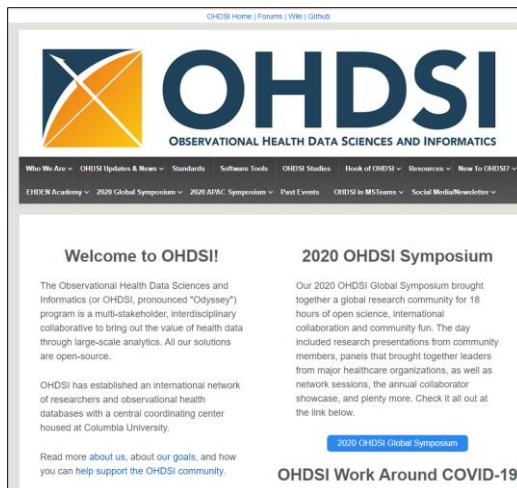 OHDSI Home | Forums | Wiki | Github
OHDSI
OBSERVATIONAL HEALTH DATA SCIENCES AND INFORMATICS
Who We Are OHDSI Updates & News Standards Software Tools OHDSI Studies Book of OHDSI Resources New To OHDSI?
EHDEN Academy 2020 Global Symposium 2020 APAC Symposium Past Events OHDSI in MSTeams Social Media/Newsletter
Welcome to OHDSI!
The Observational Health Data Sciences and
Informatics (or OHDSI, pronounced "Odyssey")
program is a multi-stakeholder, interdisciplinary
collaborative to bring out the value of health data
through large-scale analytics. All our solutions
are open-source.
OHDSI has established an international network
of researchers and observational health
databases with a central coordinating center
housed at Columbia University.
Read more about us, about our goals, and how
you can help support the OHDSI community.
2020 OHDSI Symposium
Our 2020 OHDSI Global Symposium brought
together a global research community for 18
hours of open science, international
collaboration and community fun. The day
included research presentations from community
members, panels that brought together leaders
from major healthcare organizations, as well as
network sessions, the annual collaborator
showcase, and plenty more. Check it all out at
the link below.
2020 OHDSI Global Symposium
OHDSI Work Around COVID-19